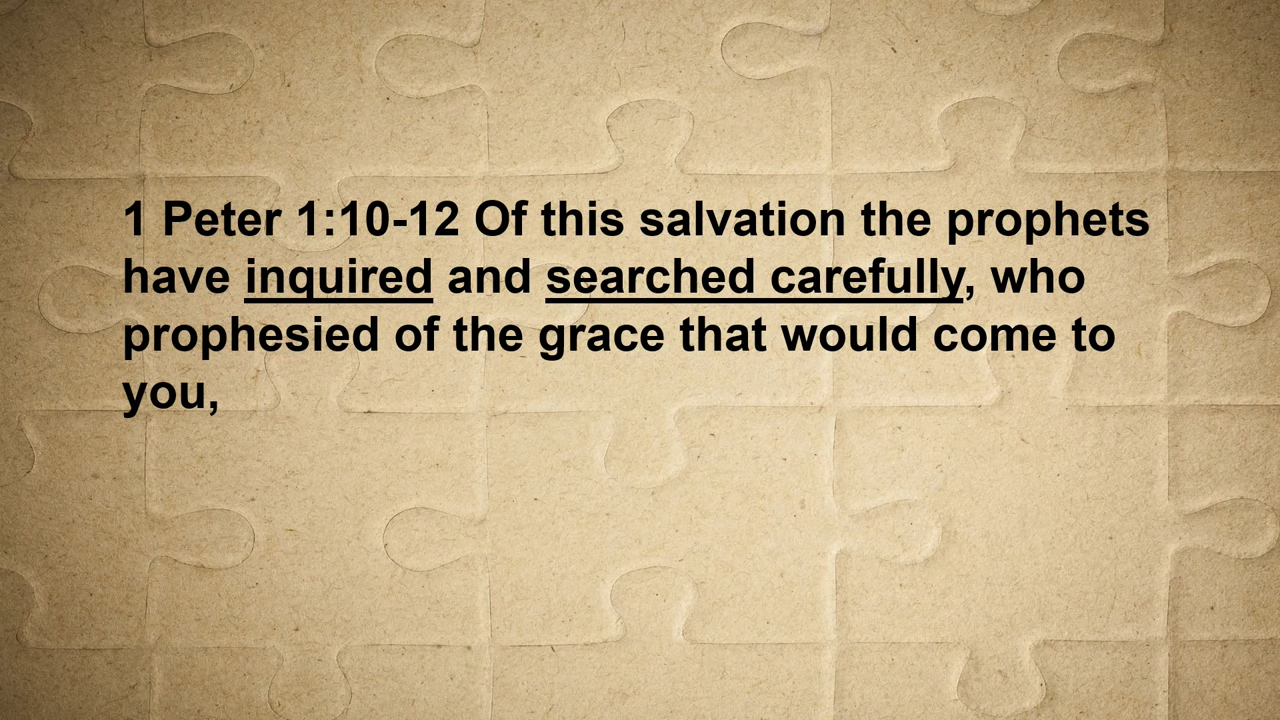 1 Peter 1:10-12 Of this salvation the prophets
have inquired and searched carefully, who
prophesied of the grace that would come to
you,